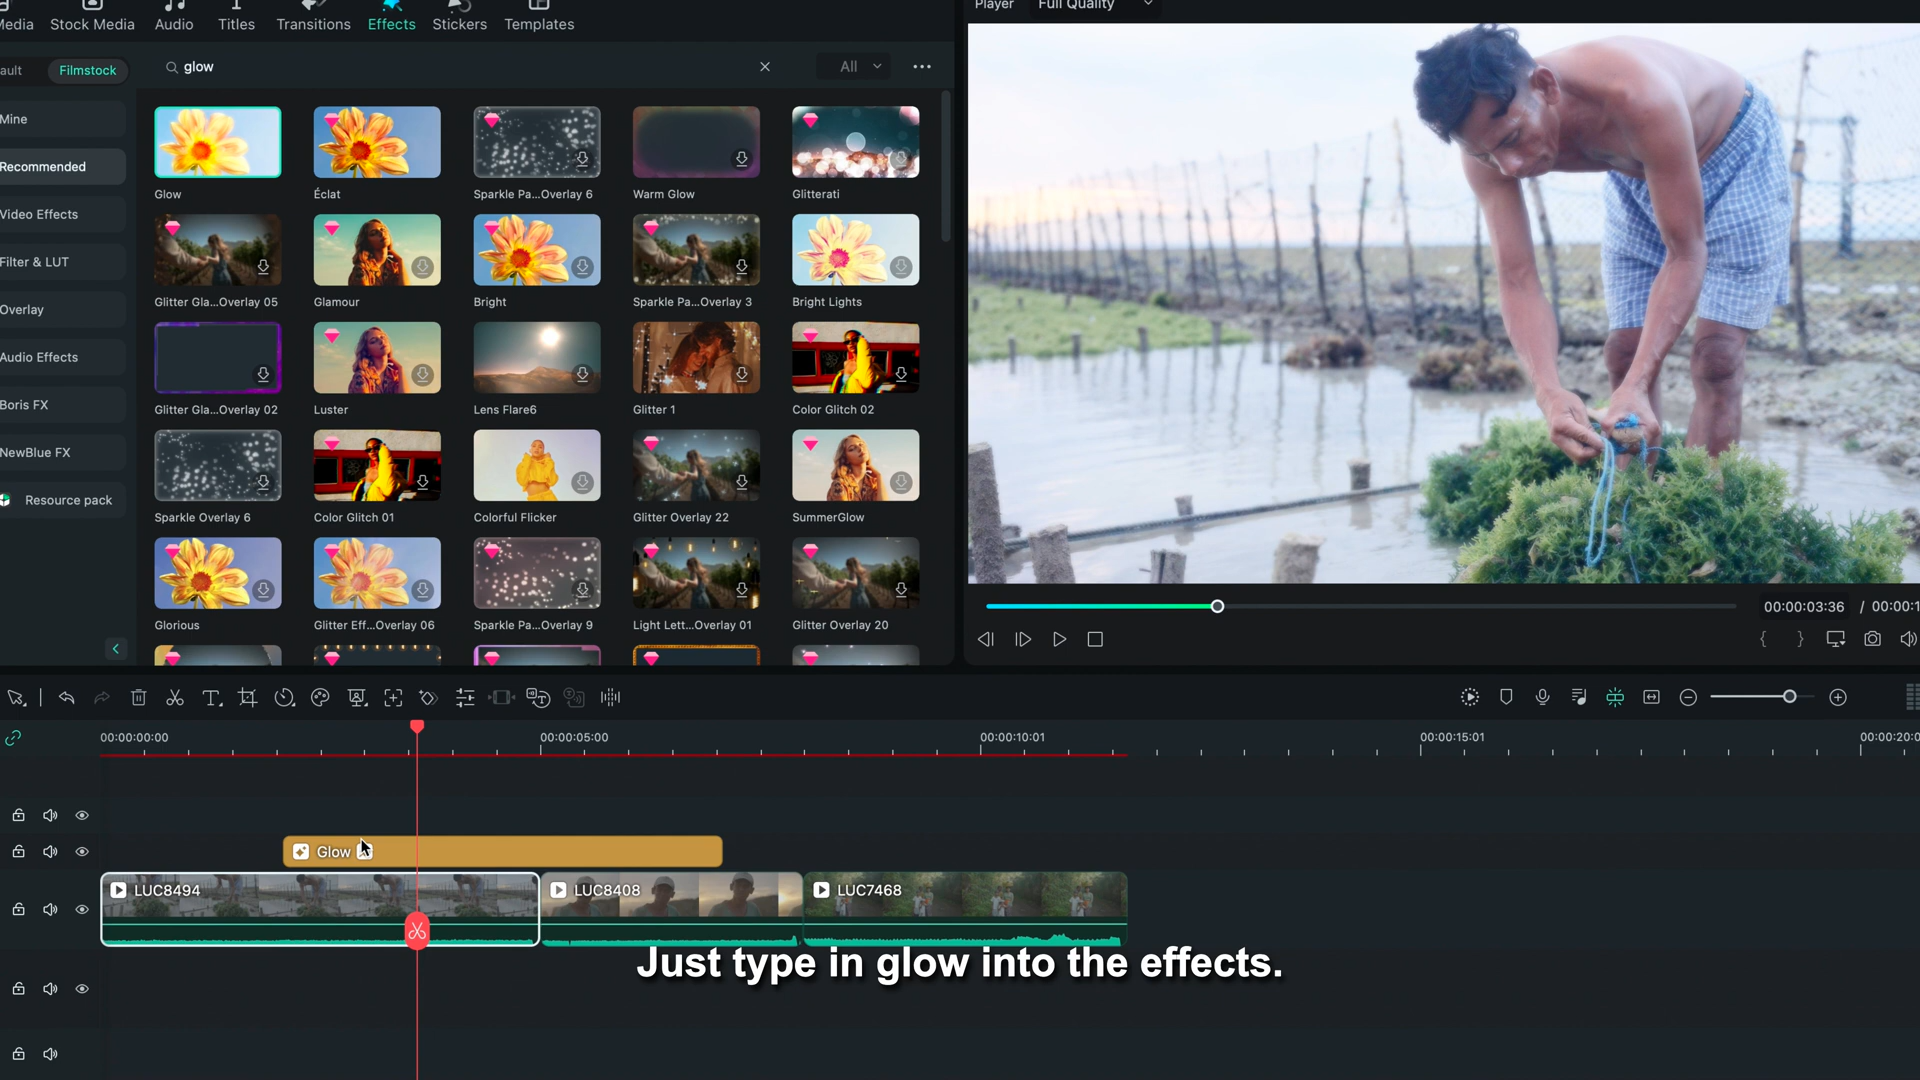 Media Stock Media Audio Titles Transitions Effects Stickers Templates
Player Full Quality
ault Filmstock
glow
All
Mine
Recommended
Video Effects
Filter & LUT
Overlay
Audio Effects
Boris FX
NewBlue FX
Resource pack
Glow Éclat Sparkle Pa...Overlay 6 Warm Glow Glitterati
Glitter Gla...Overlay 05 Glamour Bright Sparkle Pa...Overlay 3 Bright Lights
Glitter Gla...Overlay 02 Luster Lens Flare6 Glitter 1 Color Glitch 02
Sparkle Overlay 6 Color Glitch 01 Colorful Flicker Glitter Overlay 22 SummerGlow
Glorious Glitter Eff...Overlay 06 Sparkle Pa...Overlay 9 Light Lett...Overlay 01 Glitter Overlay 20
00:00:03:36 / 00:00:1
00:00:00:00 00:00:05:00 00:00:10:01 00:00:15:01 00:00:20:0
Glow
LUC8494 LUC8408 LUC7468
Just type in glow into the effects.